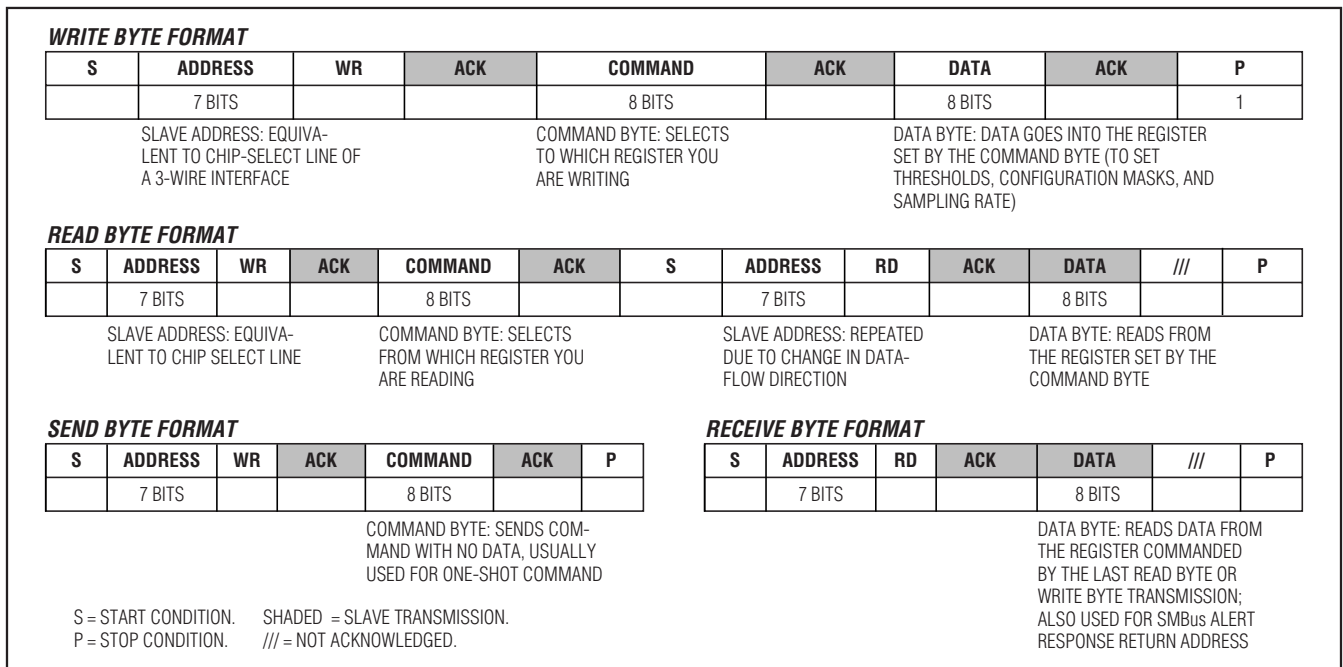 WRITE BYTE FORMAT
S ADDRESS WR ACK COMMAND ACK DATA ACK P
7 BITS 8 BITS 8 BITS 1
SLAVE ADDRESS: EQUIVA-
LENT TO CHIP-SELECT LINE OF
A 3-WIRE INTERFACE
COMMAND BYTE: SELECTS
TO WHICH REGISTER YOU
ARE WRITING
DATA BYTE: DATA GOES INTO THE REGISTER
SET BY THE COMMAND BYTE (TO SET
THRESHOLDS, CONFIGURATION MASKS, AND
SAMPLING RATE)
READ BYTE FORMAT
S ADDRESS WR ACK COMMAND ACK S ADDRESS RD ACK DATA /// P
7 BITS 8 BITS 7 BITS 8 BITS
SLAVE ADDRESS: EQUIVA-
LENT TO CHIP SELECT LINE
COMMAND BYTE: SELECTS
FROM WHICH REGISTER YOU
ARE READING
SLAVE ADDRESS: REPEATED
DUE TO CHANGE IN DATA-
FLOW DIRECTION
DATA BYTE: READS FROM
THE REGISTER SET BY THE
COMMAND BYTE
SEND BYTE FORMAT
S ADDRESS WR ACK COMMAND ACK P
7 BITS 8 BITS
COMMAND BYTE: SENDS COM-
MAND WITH NO DATA, USUALLY
USED FOR ONE-SHOT COMMAND
RECEIVE BYTE FORMAT
S ADDRESS RD ACK DATA /// P
7 BITS 8 BITS
DATA BYTE: READS DATA FROM
THE REGISTER COMMANDED
BY THE LAST READ BYTE OR
WRITE BYTE TRANSMISSION;
ALSO USED FOR SMBus ALERT
RESPONSE RETURN ADDRESS
S = START CONDITION. SHADED = SLAVE TRANSMISSION.
P = STOP CONDITION. /// = NOT ACKNOWLEDGED.